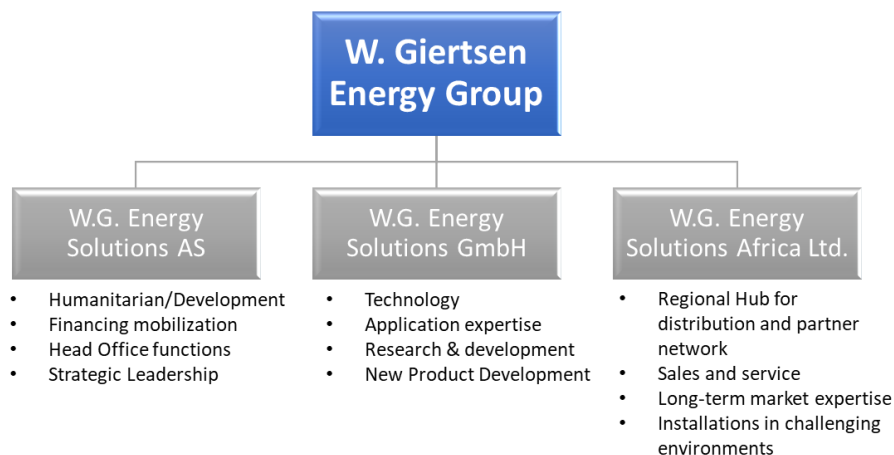 W. Giertsen
Energy Group
W.G. Energy
Solutions AS
W.G. Energy
Solutions GmbH
W.G. Energy
Solutions Africa Ltd.
• Humanitarian/Development
• Financing mobilization
• Head Office functions
• Strategic Leadership
• Technology
• Application expertise
• Research & development
• New Product Development
• Regional Hub for
distribution and partner
network
• Sales and service
• Long-term market expertise
• Installations in challenging
environments